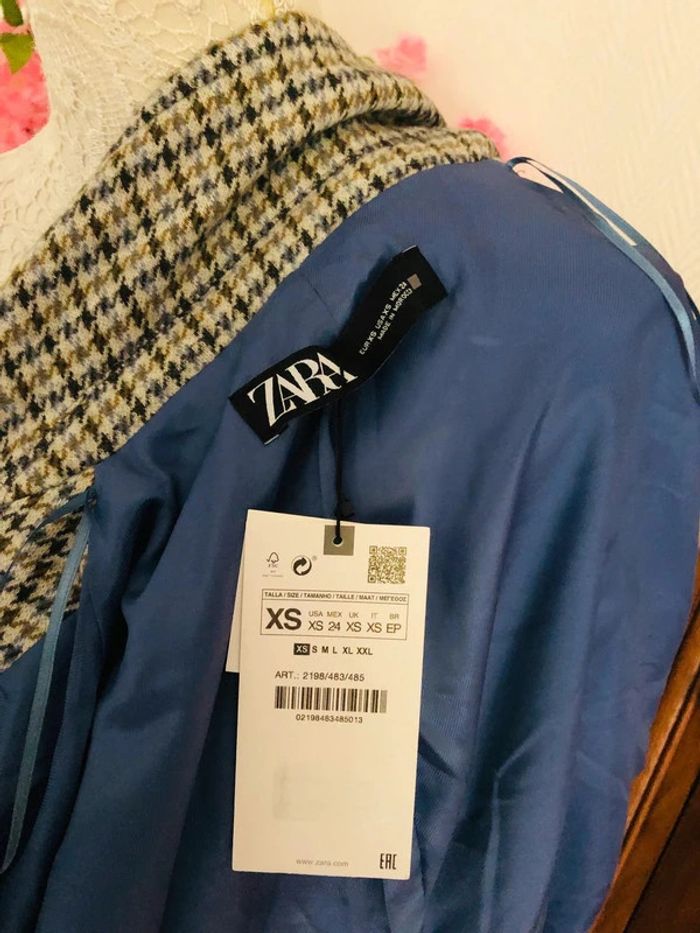 ZARA
EUR XS USA XS MEX 24
MADE IN MOROCCO
FSC
TALLA / SIZE / TAMANHO / TAILLE / MAAT / ΜΕΓΕΘΟΣ
XS
USA MEX UK IT BR
XS 24 XS XS EP
XS S M L XL XXL
ART.: 2198/483/485
02198483485013
www.zara.com
EAC